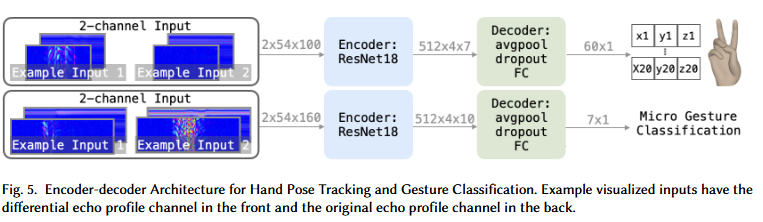 2-channel Input
Example Input 1
Example Input 2
2x54x100
Encoder:
ResNet18
512x4x7
Decoder:
avgpool
dropout
FC
60x1
x1 y1 z1
⋮
X20 y20 z20
2-channel Input
Example Input 1
Example Input 2
2x54x160
Encoder:
ResNet18
512x4x10
Decoder:
avgpool
dropout
FC
7x1
Micro Gesture
Classification
Fig. 5. Encoder-decoder Architecture for Hand Pose Tracking and Gesture Classification. Example visualized inputs have the
differential echo profile channel in the front and the original echo profile channel in the back.